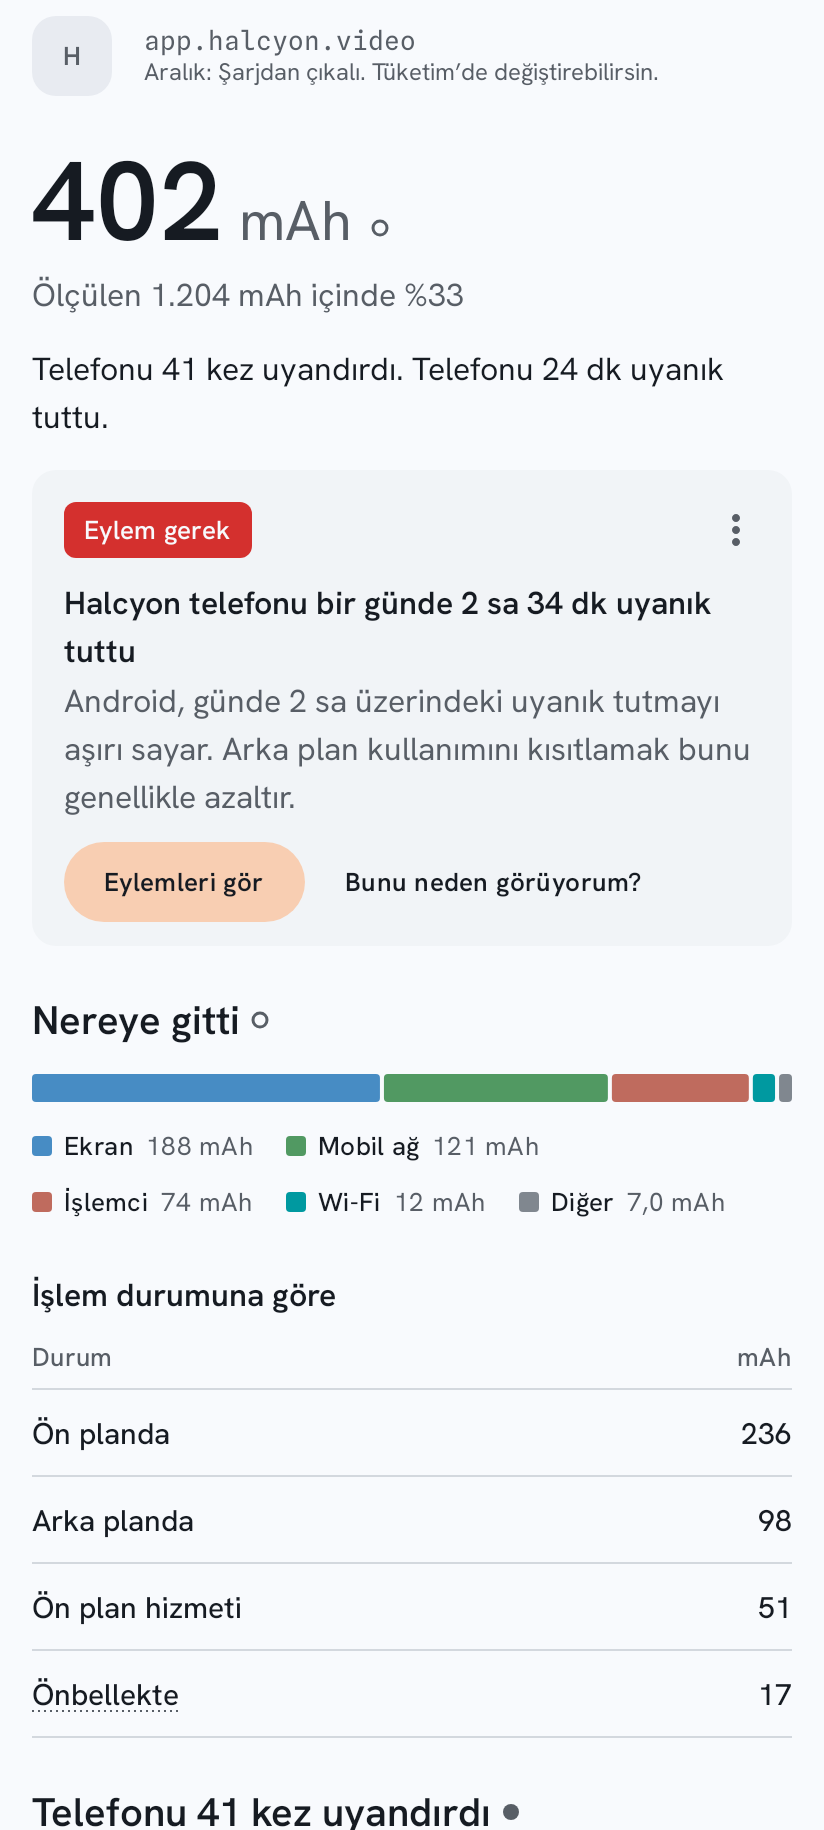 H
app.halcyon.video
Aralık: Şarjdan çıkalı. Tüketim’de değiştirebilirsin.
402 mAh
Ölçülen 1.204 mAh içinde %33
Telefonu 41 kez uyandırdı. Telefonu 24 dk uyanık
tuttu.
Eylem gerek
Halcyon telefonu bir günde 2 sa 34 dk uyanık
tuttu
Android, günde 2 sa üzerindeki uyanık tutmayı
aşırı sayar. Arka plan kullanımını kısıtlamak bunu
genellikle azaltır.
Eylemleri gör Bunu neden görüyorum?
Nereye gitti
Ekran 188 mAh Mobil ağ 121 mAh
İşlemci 74 mAh Wi-Fi 12 mAh Diğer 7,0 mAh
İşlem durumuna göre
Durum mAh
Ön planda 236
Arka planda 98
Ön plan hizmeti 51
Önbellekte 17
Telefonu 41 kez uyandırdı